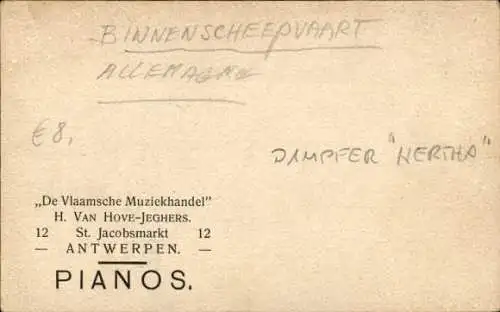 BINNENSCHEEPVAART
ALLEMAGNE
€8,
DAMPFER "HERTHA"
„De Vlaamsche Muziekhandel"
H. VAN HOVE-JEGHERS.
12 St. Jacobsmarkt 12
— ANTWERPEN. —
PIANOS.